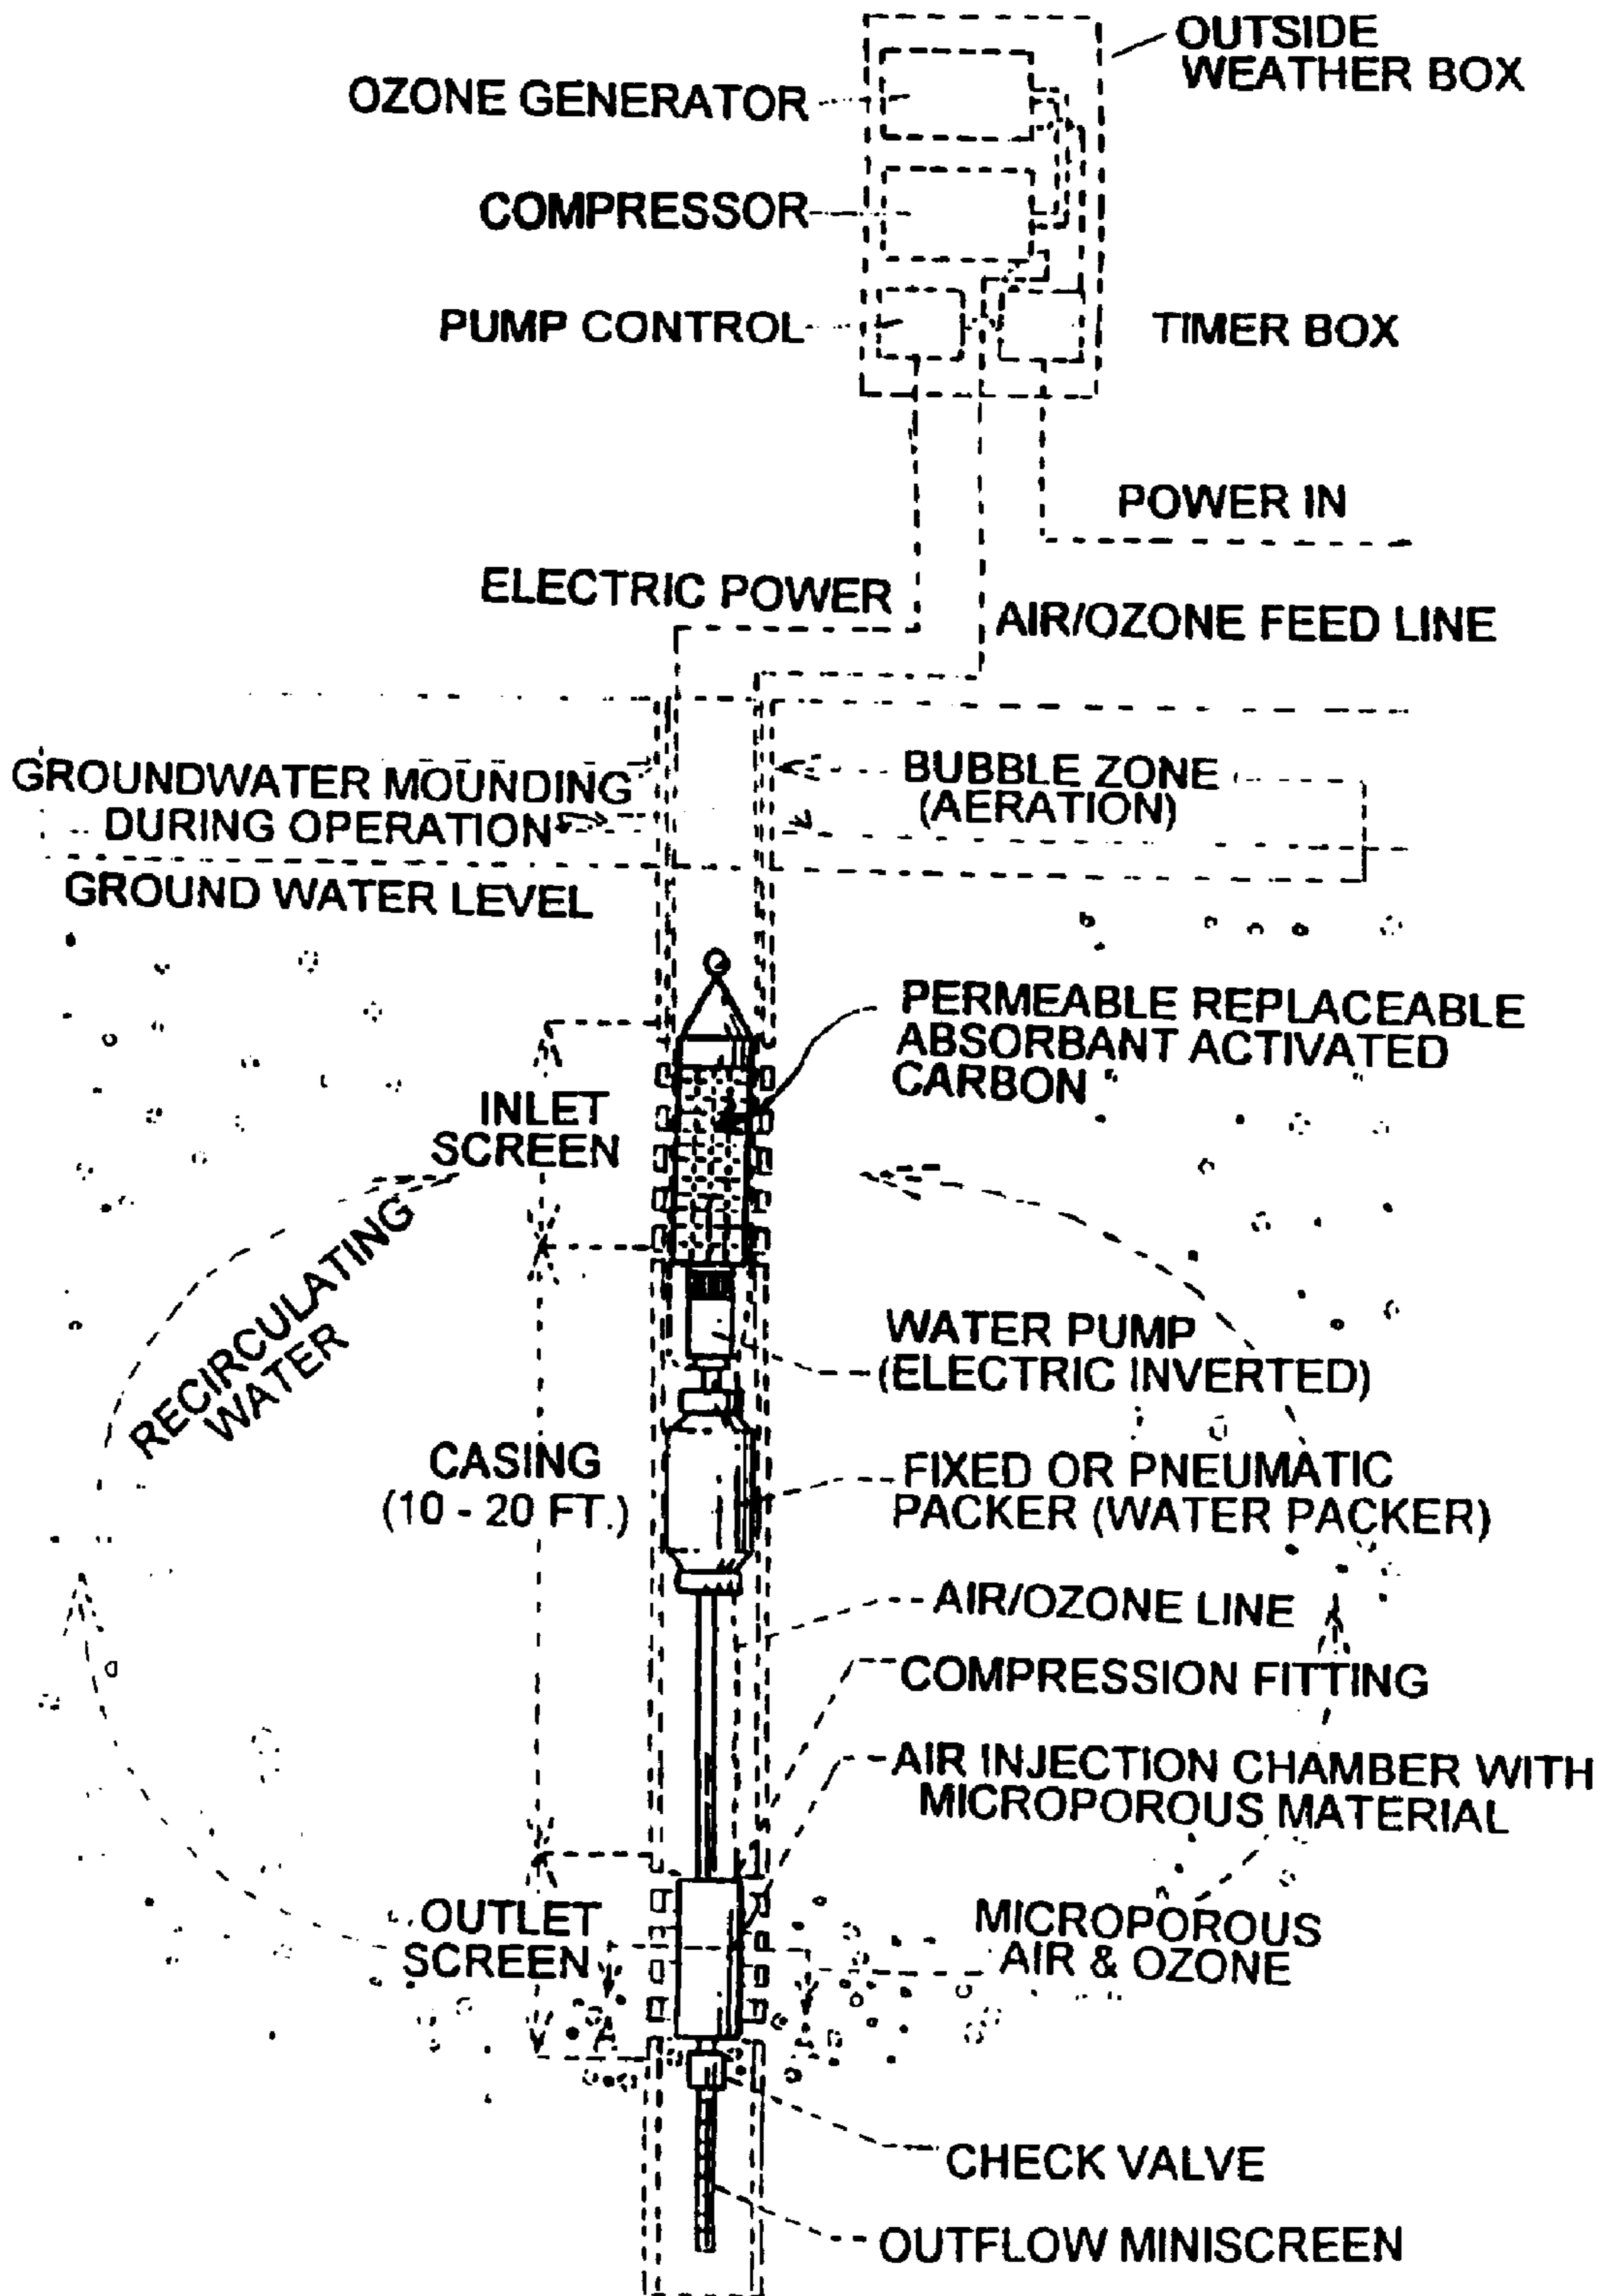 OUTSIDE
WEATHER BOX
OZONE GENERATOR
COMPRESSOR
PUMP CONTROL
TIMER BOX
POWER IN
ELECTRIC POWER
AIR/OZONE FEED LINE
GROUNDWATER MOUNDING
DURING OPERATION
BUBBLE ZONE
(AERATION)
GROUND WATER LEVEL
PERMEABLE REPLACEABLE
ABSORBANT ACTIVATED
CARBON
INLET
SCREEN
RECIRCULATING
WATER
WATER PUMP
(ELECTRIC INVERTED)
CASING
(10 - 20 FT.)
FIXED OR PNEUMATIC
PACKER (WATER PACKER)
AIR/OZONE LINE
COMPRESSION FITTING
AIR INJECTION CHAMBER WITH
MICROPOROUS MATERIAL
OUTLET
SCREEN
MICROPOROUS
AIR & OZONE
CHECK VALVE
OUTFLOW MINISCREEN